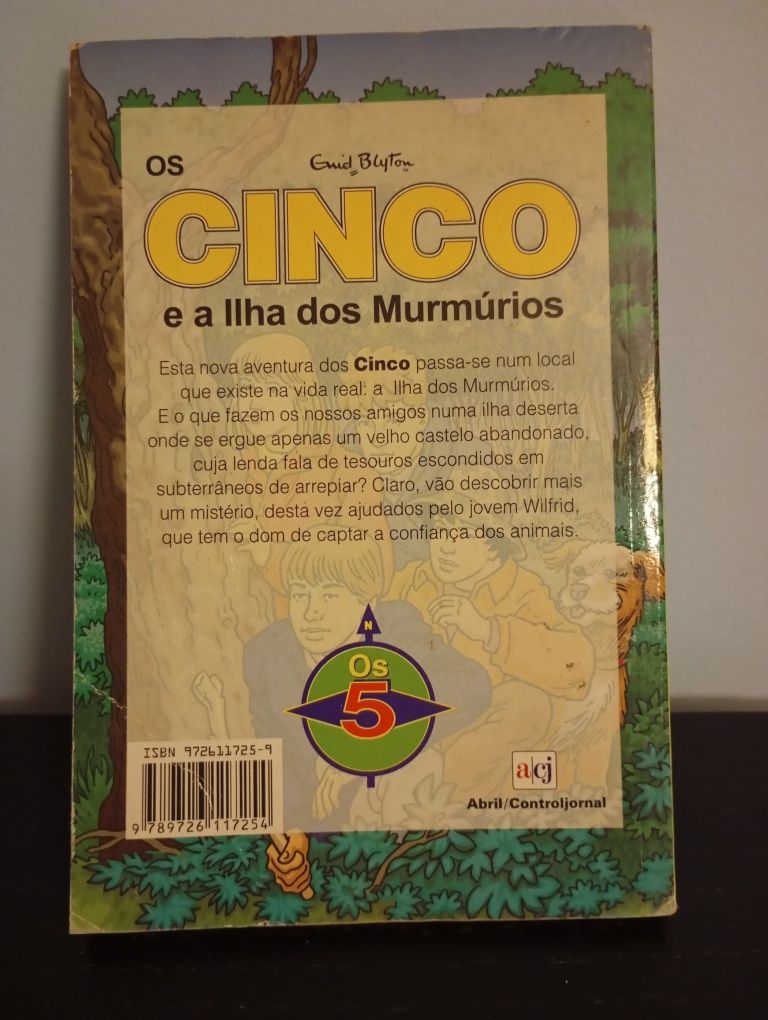 Enid Blyton™
OS
CINCO
e a Ilha dos Murmúrios
Esta nova aventura dos Cinco passa-se num local
que existe na vida real: a Ilha dos Murmúrios.
E o que fazem os nossos amigos numa ilha deserta
onde se ergue apenas um velho castelo abandonado,
cuja lenda fala de tesouros escondidos em
subterrâneos de arrepiar? Claro, vão descobrir mais
um mistério, desta vez ajudados pelo jovem Wilfrid,
que tem o dom de captar a confiança dos animais.
N
Os
5
ISBN 972611725-9
9 789726 117254
a/cj
Abril/Controljornal